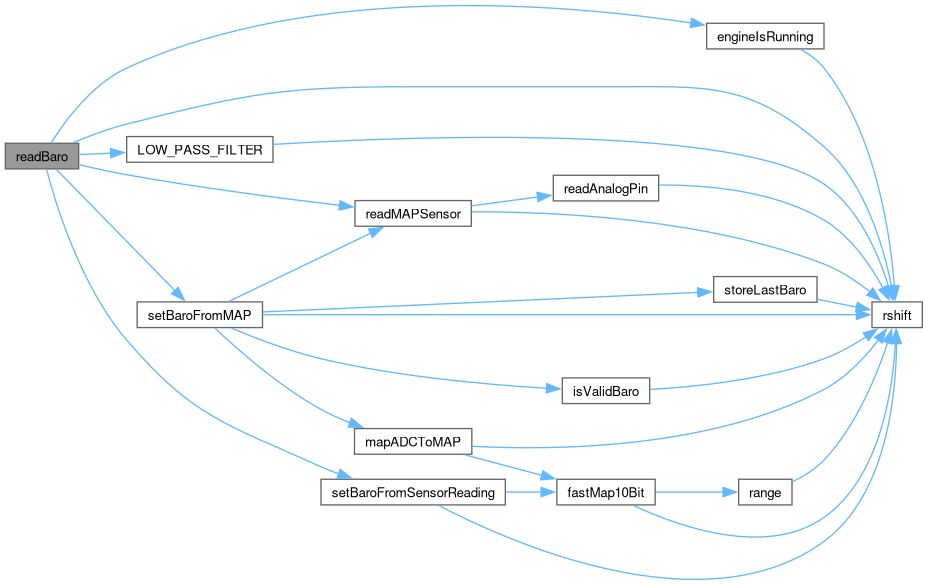 engineIsRunning
readBaro
LOW_PASS_FILTER
readAnalogPin
readMAPSensor
storeLastBaro
setBaroFromMAP
rshift
isValidBaro
mapADCToMAP
setBaroFromSensorReading
fastMap10Bit
range